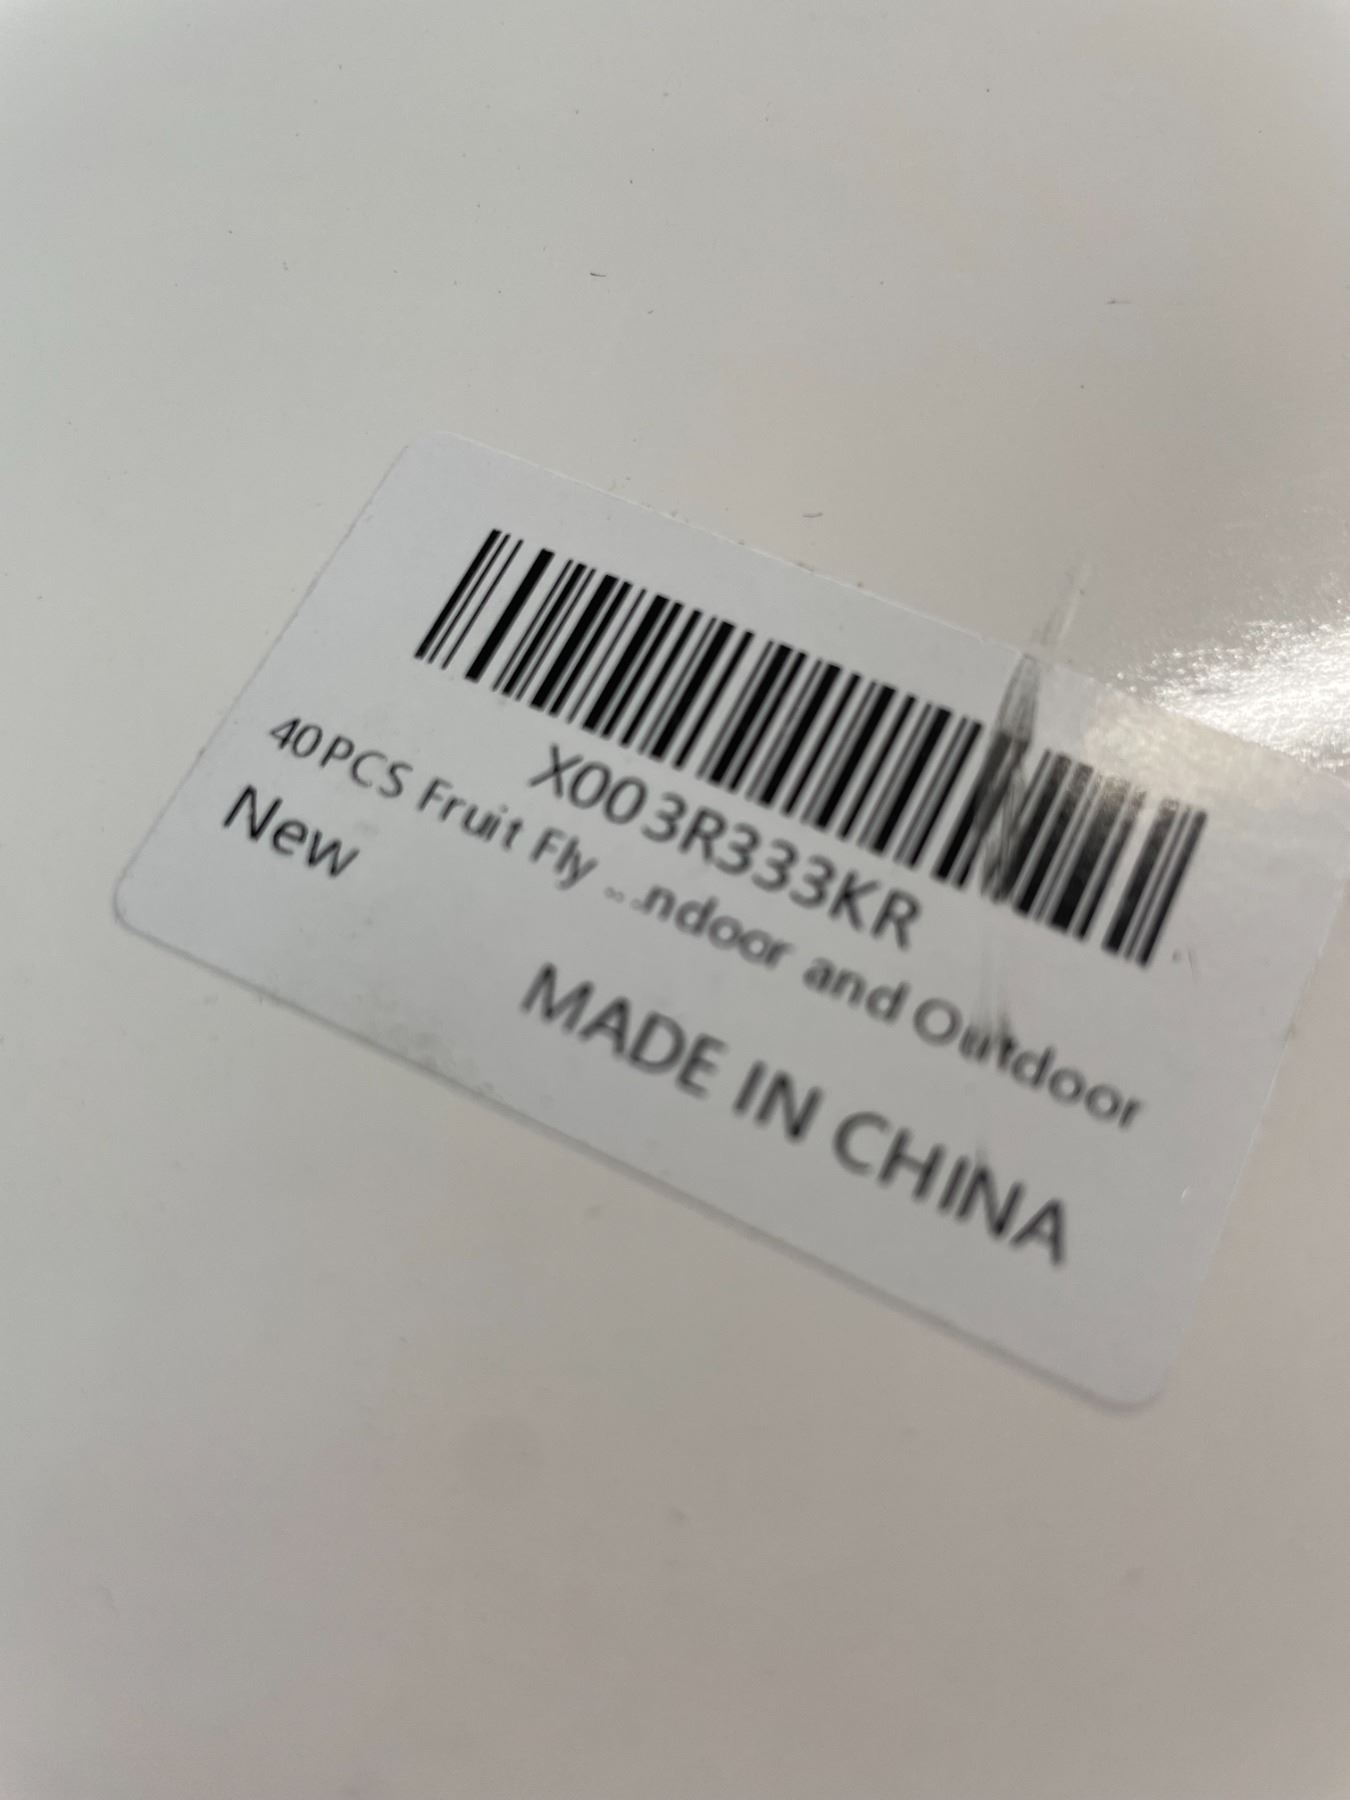 X003R333KR
40PCS Fruit Fly ...ndoor and Outdoor
New
MADE IN CHINA